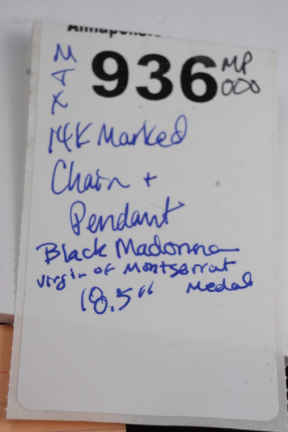 936
M
T
X
MP
000
14K Marked
Chain +
Pendant
Black Madonna
Virgin of Montserrat
Medal
18.5"